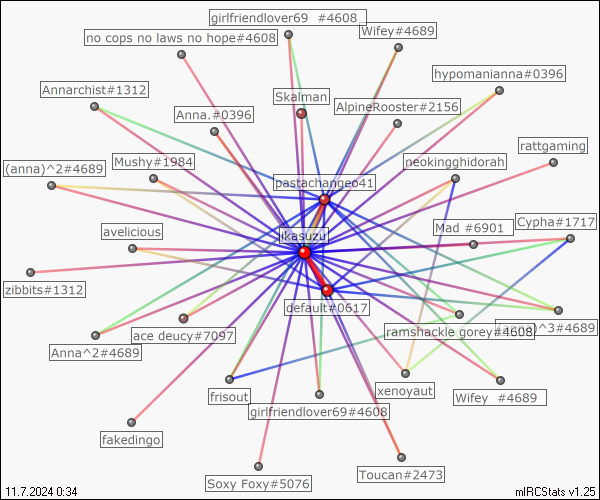 girlfriendlover69 #4608
Wifey#4689
no cops no laws no hope#4608
hypomanianna#0396
Annarchist#1312
Skalman
AlpineRooster#2156
Anna.#0396
rattgaming
(anna)^2#4689
Mushy#1984
neokingghidorah
pastachangeo41
Mad #6901
Cypha#1717
avelicious
jikasuzu
zibbits#1312
default#0617
ace deucy#7097
ramshackle gorey#4608
)^3#4689
Anna^2#4689
frisout
xenoyaut
Wifey #4689
girlfriendlover69#4608
fakedingo
Toucan#2473
Soxy Foxy#5076
11.7.2024 0:34
mIRCStats v1.25